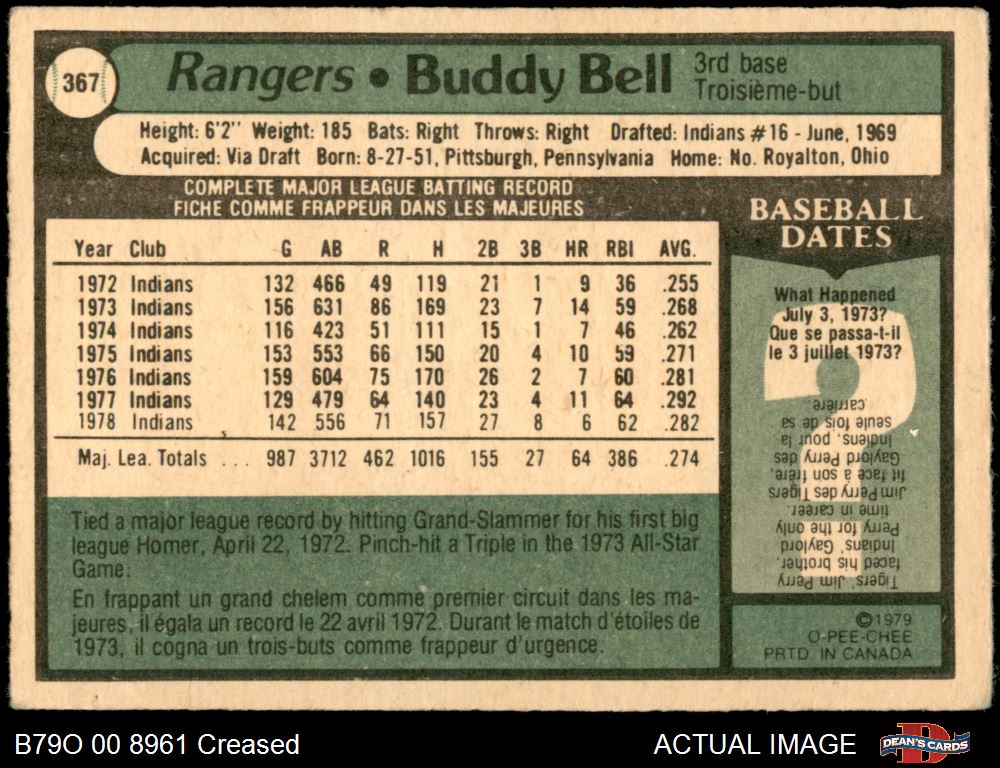 367
Rangers • Buddy Bell
3rd base
Troisième-but
Height: 6'2" Weight: 185 Bats: Right Throws: Right Drafted: Indians #16 - June, 1969
Acquired: Via Draft Born: 8-27-51, Pittsburgh, Pennsylvania Home: No. Royalton, Ohio
COMPLETE MAJOR LEAGUE BATTING RECORD
FICHE COMME FRAPPEUR DANS LES MAJEURES
Year Club G AB R H 2B 3B HR RBI AVG.
1972 Indians 132 466 49 119 21 1 9 36 .255
1973 Indians 156 631 86 169 23 7 14 59 .268
1974 Indians 116 423 51 111 15 1 7 46 .262
1975 Indians 153 553 66 150 20 4 10 59 .271
1976 Indians 159 604 75 170 26 2 7 60 .281
1977 Indians 129 479 64 140 23 4 11 64 .292
1978 Indians 142 556 71 157 27 8 6 62 .282
Maj. Lea. Totals ... 987 3712 462 1016 155 27 64 386 .274
Tied a major league record by hitting Grand-Slammer for his first big
league Homer, April 22, 1972. Pinch-hit a Triple in the 1973 All-Star
Game.
En frappant un grand chelem comme premier circuit dans les ma-
jeures, il égala un record le 22 avril 1972. Durant le match d'étoiles de
1973, il cogna un trois-buts comme frappeur d'urgence.
BASEBALL
DATES
What Happened
July 3, 1973?
Que se passa-t-il
le 3 juillet 1973?
Tigers' Jim Perry
faced his brother,
Indians' Gaylord
Perry for the only
time in career.
Jim Perry des Tigers
fit face à son frère,
Gaylord Perry des
Indiens, pour la
seule fois de sa
carrière
©1979
O-PEE-CHEE
PRTD. IN CANADA
B79O 00 8961 Creased
ACTUAL IMAGE
DEAN'S CARDS